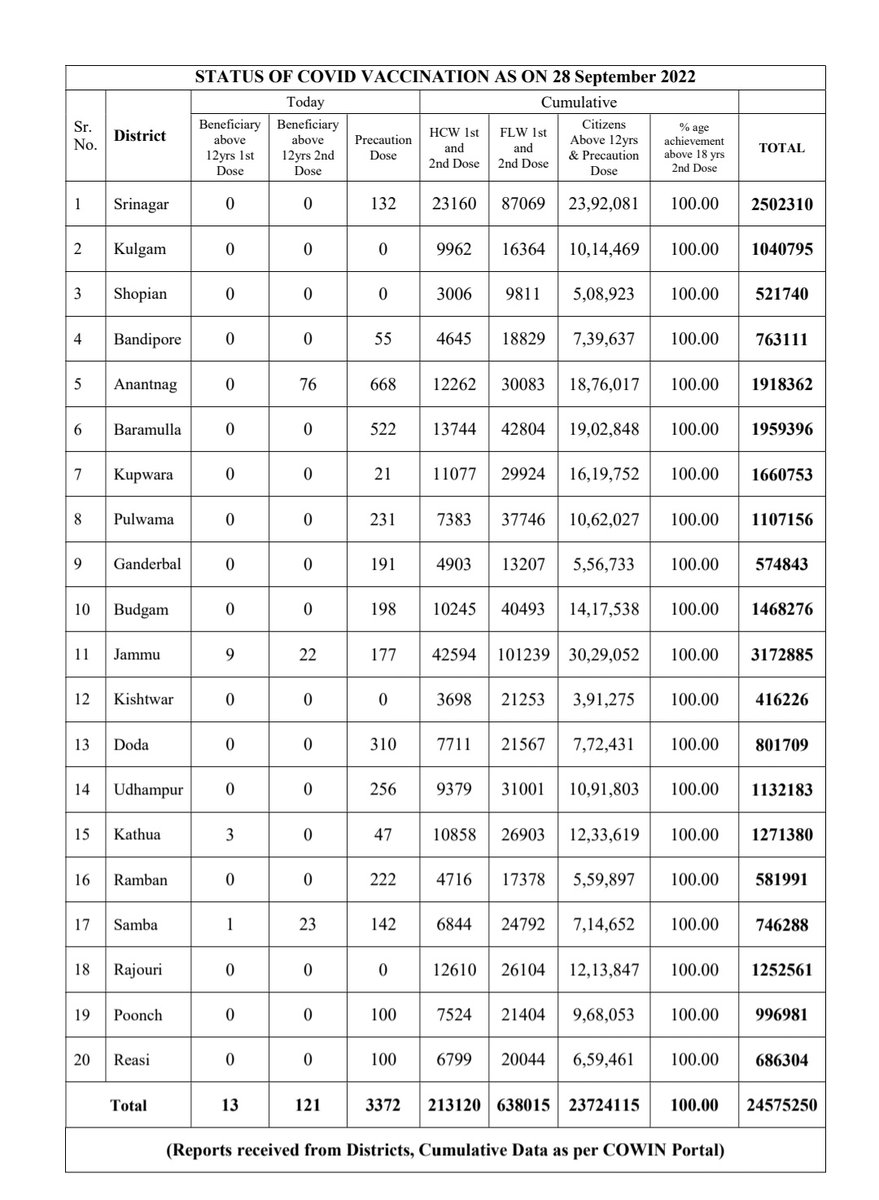 STATUS OF COVID VACCINATION AS ON 28 September 2022
Sr. No. District Today Cumulative
Beneficiary above 12yrs 1st Dose Beneficiary above 12yrs 2nd Dose Precaution Dose HCW 1st and 2nd Dose FLW 1st and 2nd Dose Citizens Above 12yrs & Precaution Dose % age achievement above 18 yrs 2nd Dose TOTAL
1 Srinagar 0 0 132 23160 87069 23,92,081 100.00 2502310
2 Kulgam 0 0 0 9962 16364 10,14,469 100.00 1040795
3 Shopian 0 0 0 3006 9811 5,08,923 100.00 521740
4 Bandipore 0 0 55 4645 18829 7,39,637 100.00 763111
5 Anantnag 0 76 668 12262 30083 18,76,017 100.00 1918362
6 Baramulla 0 0 522 13744 42804 19,02,848 100.00 1959396
7 Kupwara 0 0 21 11077 29924 16,19,752 100.00 1660753
8 Pulwama 0 0 231 7383 37746 10,62,027 100.00 1107156
9 Ganderbal 0 0 191 4903 13207 5,56,733 100.00 574843
10 Budgam 0 0 198 10245 40493 14,17,538 100.00 1468276
11 Jammu 9 22 177 42594 101239 30,29,052 100.00 3172885
12 Kishtwar 0 0 0 3698 21253 3,91,275 100.00 416226
13 Doda 0 0 310 7711 21567 7,72,431 100.00 801709
14 Udhampur 0 0 256 9379 31001 10,91,803 100.00 1132183
15 Kathua 3 0 47 10858 26903 12,33,619 100.00 1271380
16 Ramban 0 0 222 4716 17378 5,59,897 100.00 581991
17 Samba 1 23 142 6844 24792 7,14,652 100.00 746288
18 Rajouri 0 0 0 12610 26104 12,13,847 100.00 1252561
19 Poonch 0 0 100 7524 21404 9,68,053 100.00 996981
20 Reasi 0 0 100 6799 20044 6,59,461 100.00 686304
Total 13 121 3372 213120 638015 23724115 100.00 24575250
(Reports received from Districts, Cumulative Data as per COWIN Portal)